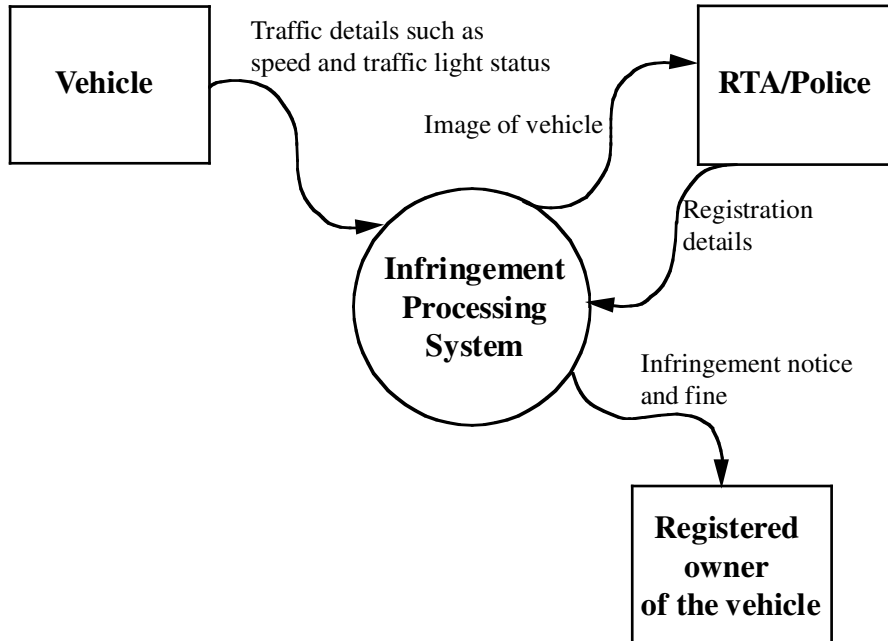 Traffic details such as
speed and traffic light status
Vehicle
RTA/Police
Image of vehicle
Registration
details
Infringement
Processing
System
Infringement notice
and fine
Registered
owner
of the vehicle